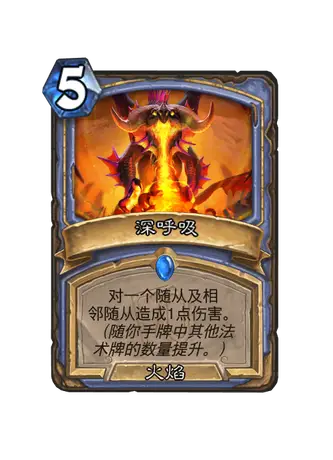 5
深呼吸
对一个随从及相
邻随从造成1点伤害。
（随你手牌中其他法
术牌的数量提升。）
火焰